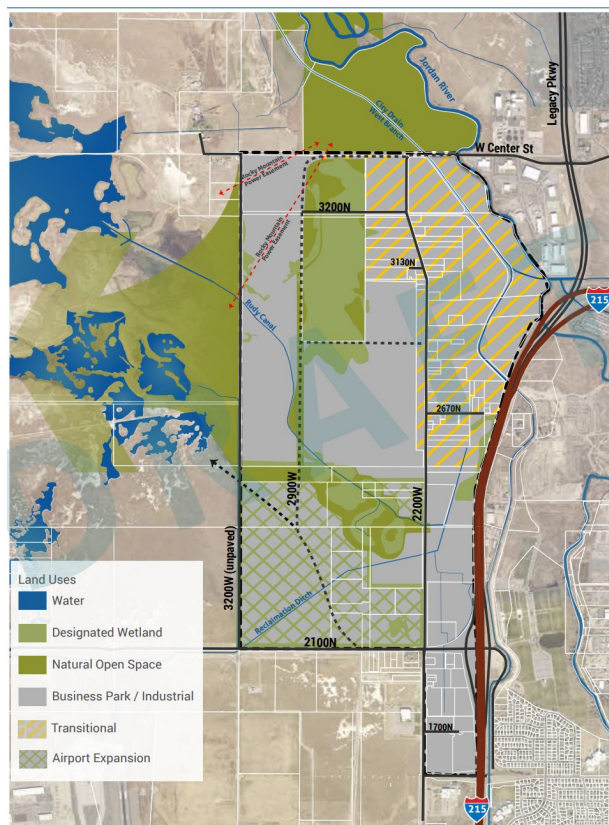 Jordan River
Legacy Pkwy
City Drain
West Branch
W Center St
Rocky Mountain
Power Easement
3200N
Rocky Mountain
Power Easement
3130N
215
Rudy Canal
2670N
DRAFT
2900W
2200W
3200W (unpaved)
Reclaimation Ditch
2100N
1700N
215
Land Uses
Water
Designated Wetland
Natural Open Space
Business Park / Industrial
Transitional
Airport Expansion